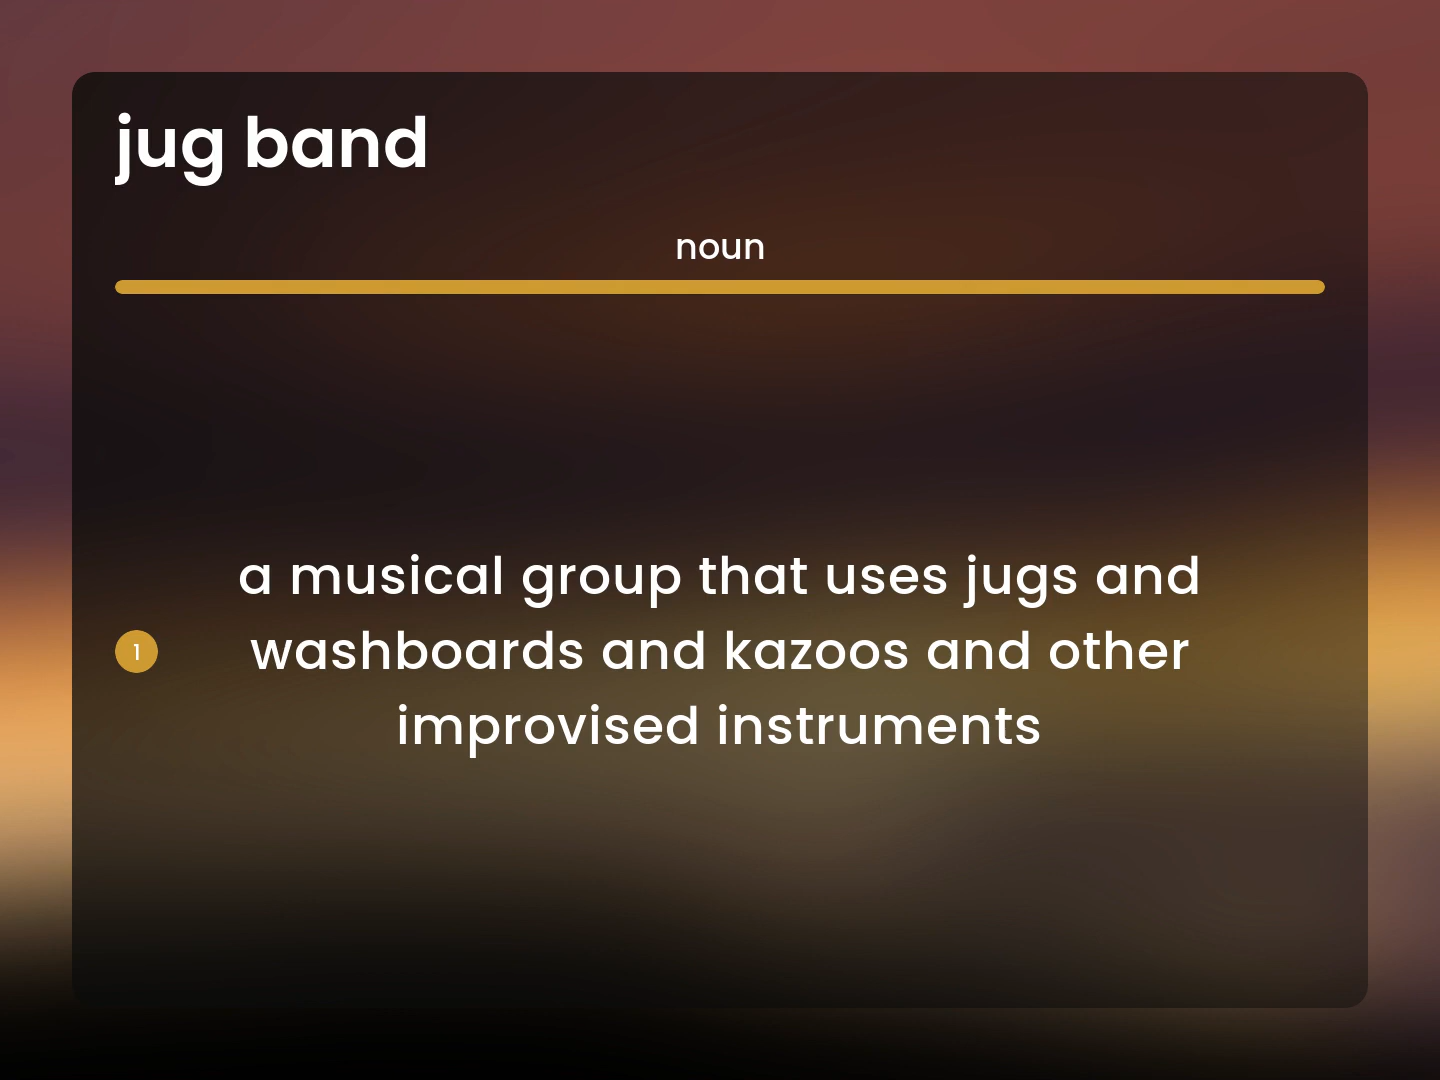 jug band
noun
a musical group that uses jugs and
1
washboards and kazoos and other
improvised instruments